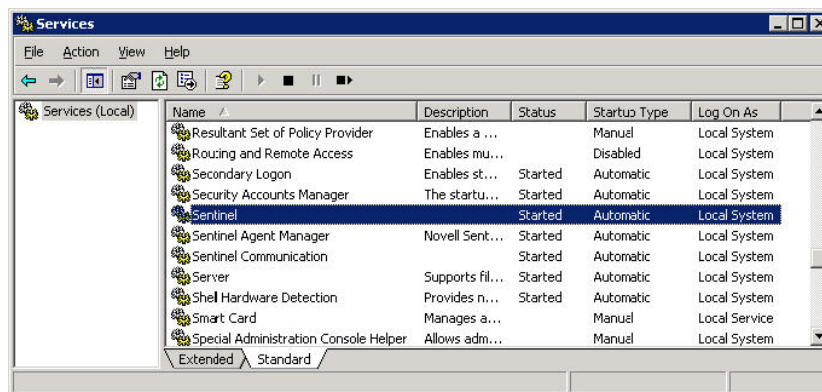 Services
File Action View Help
Services (Local)
Name Description Status Startup Type Log On As
Resultant Set of Policy Provider Enables a ... Manual Local System
Routing and Remote Access Enables mu... Disabled Local System
Secondary Logon Enables st... Started Automatic Local System
Security Accounts Manager The startu... Started Automatic Local System
Sentinel Started Automatic Local System
Sentinel Agent Manager Novell Sent... Started Automatic Local System
Sentinel Communication Started Automatic Local System
Server Supports fil... Started Automatic Local System
Shell Hardware Detection Provides n... Started Automatic Local System
Smart Card Manages a... Manual Local Service
Special Administration Console Helper Allows adm... Manual Local System
Extended Standard